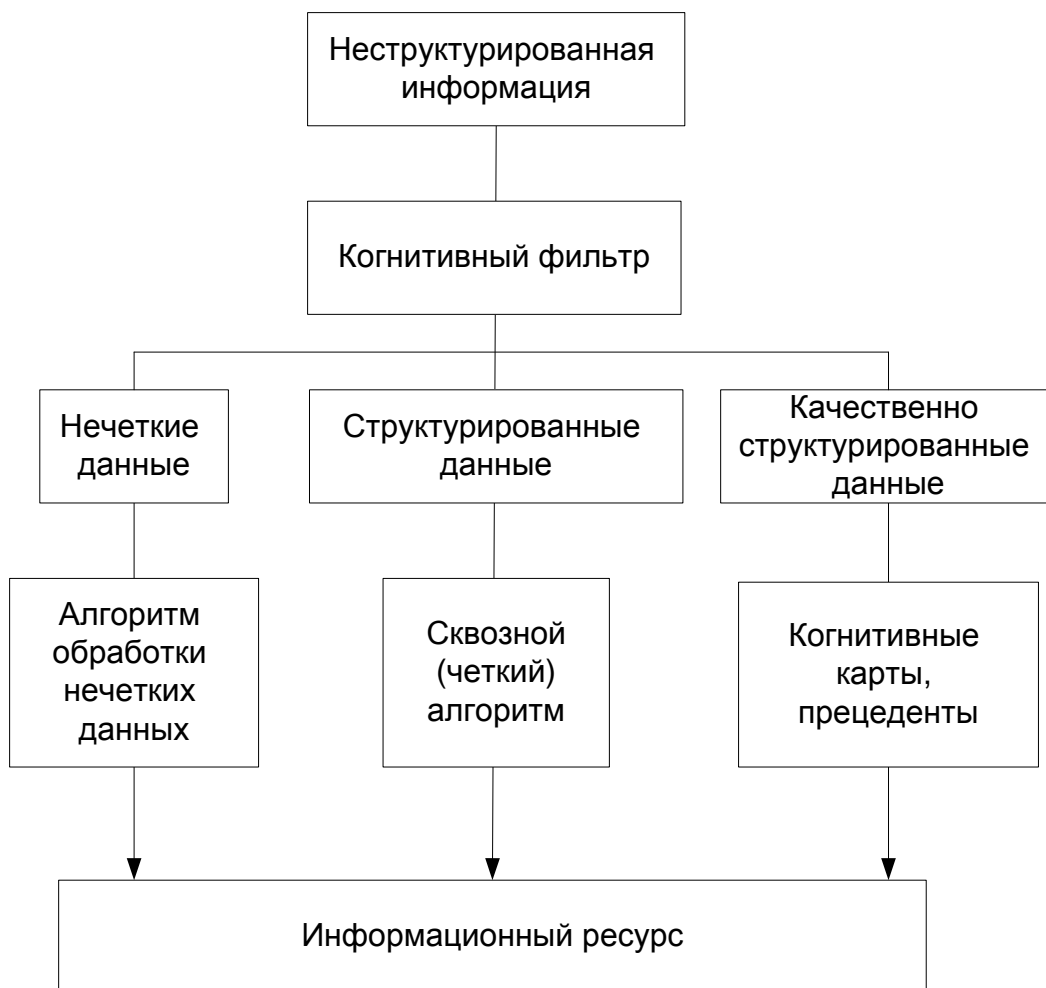 Неструктурированная
информация
Когнитивный фильтр
Нечеткие
данные
Структурированные
данные
Качественно
структурированные
данные
Алгоритм
обработки
нечетких
данных
Сквозной
(четкий)
алгоритм
Когнитивные
карты,
прецеденты
Информационный ресурс